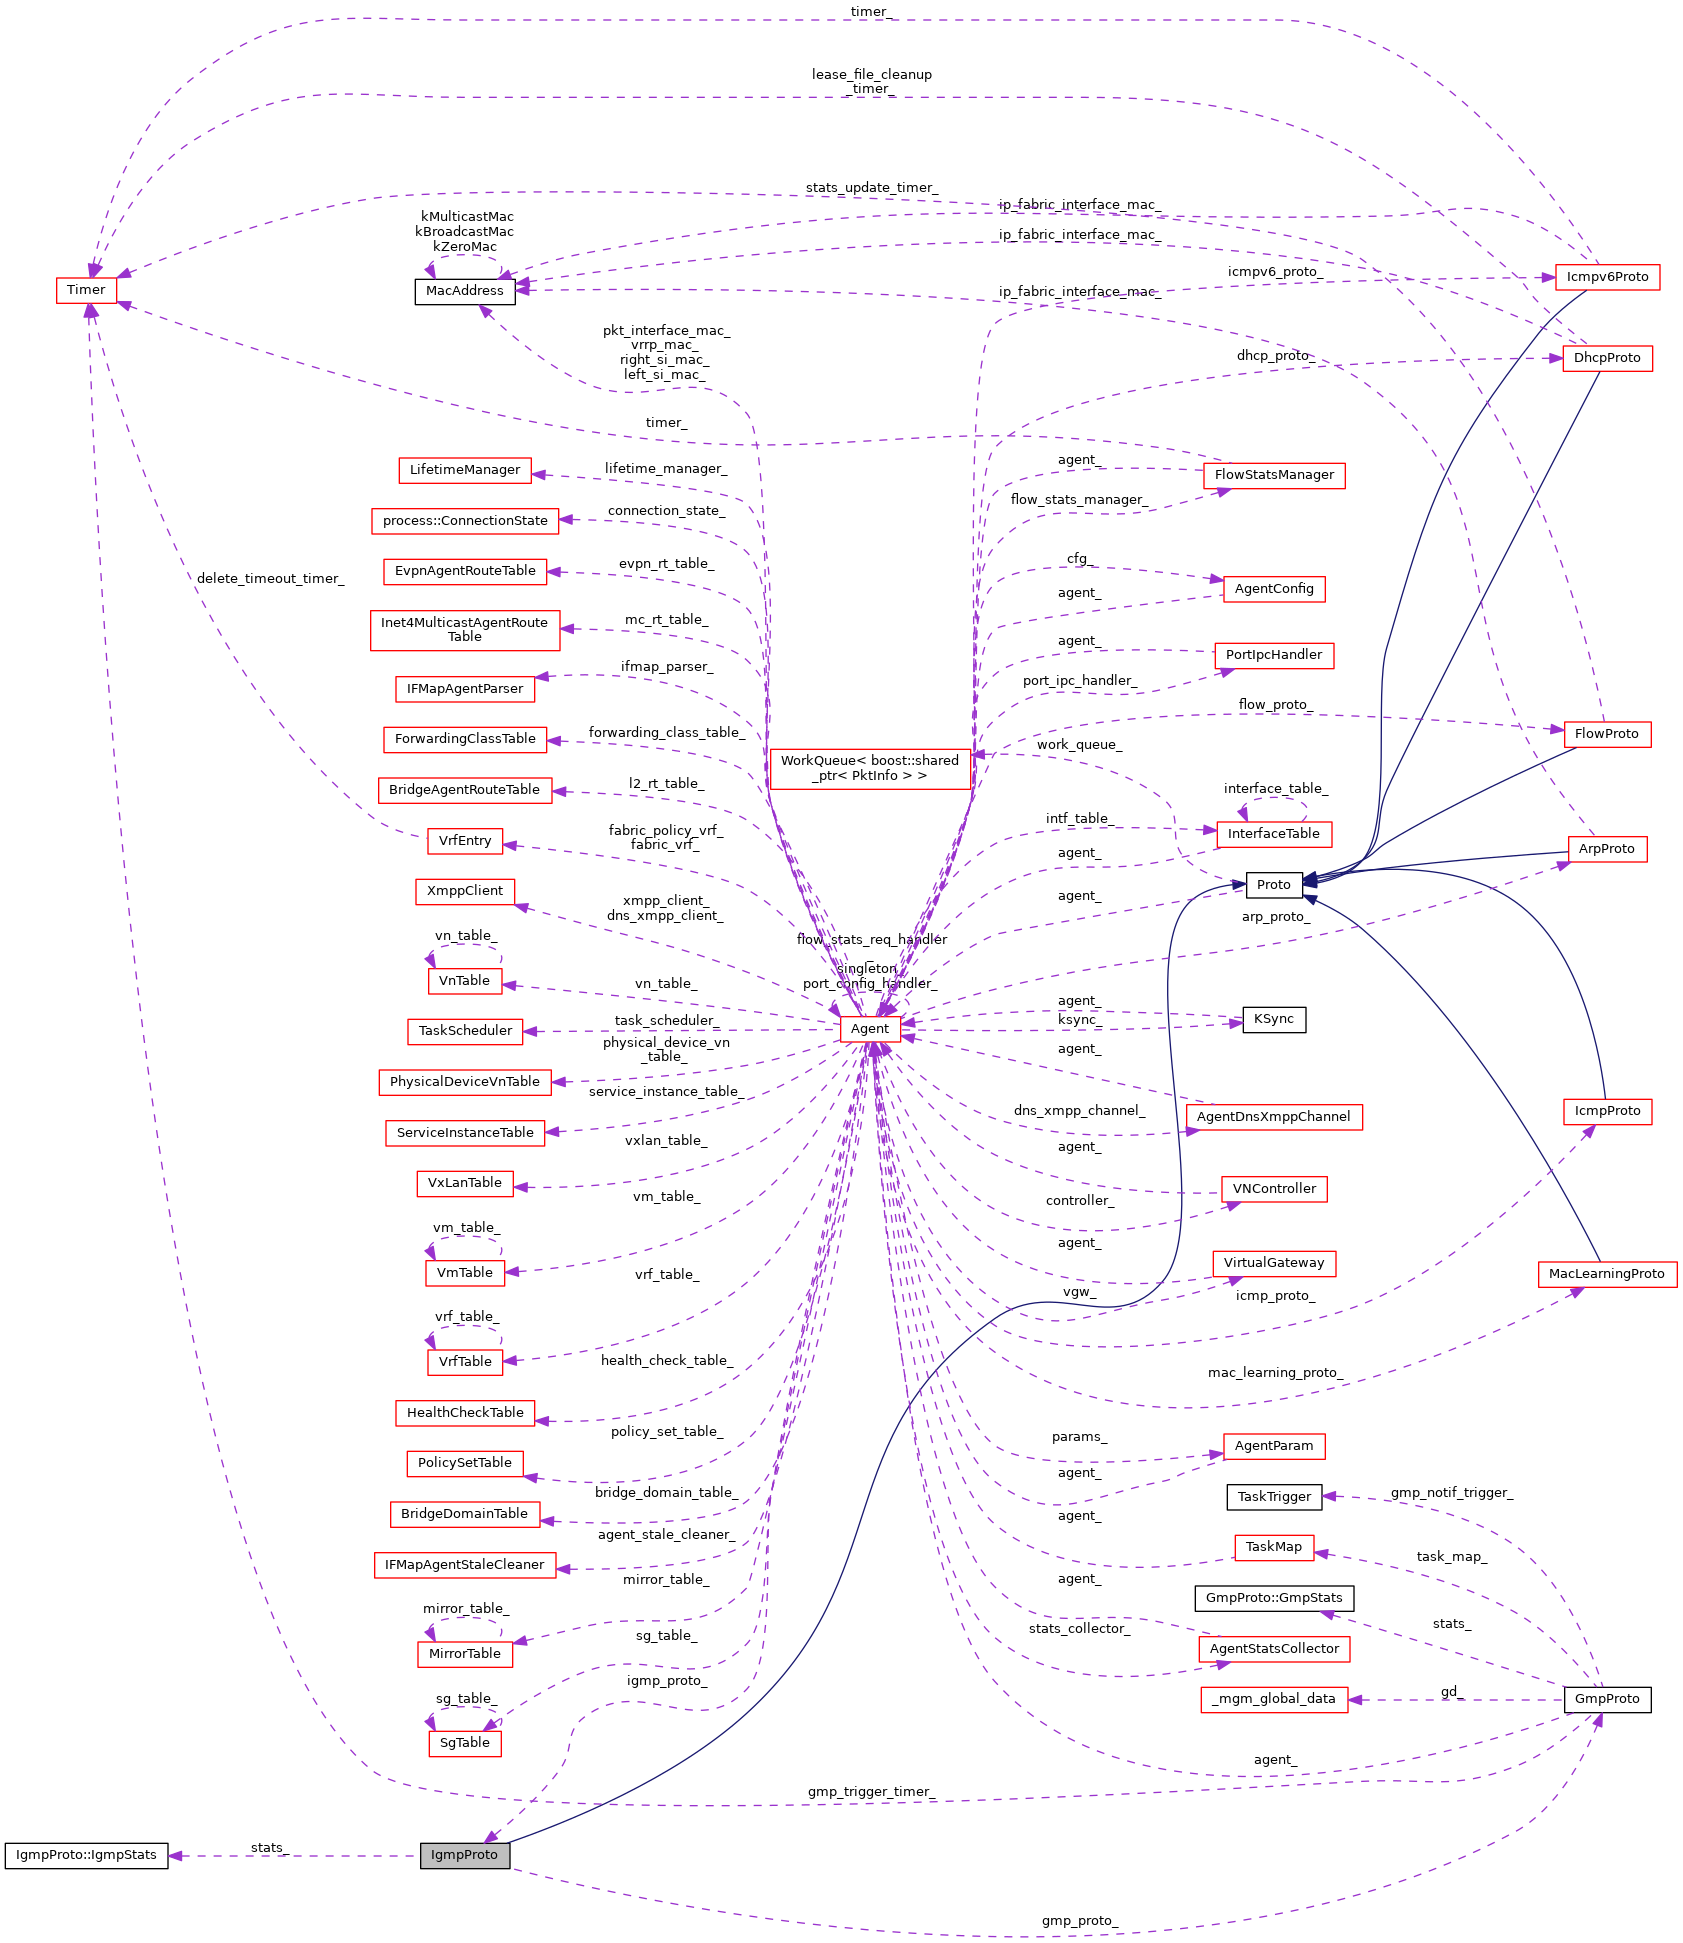 timer_
lease_file_cleanup
_timer_
stats_update_timer_
ip_fabric_interface_mac_
kMulticastMac
kBroadcastMac
kZeroMac
ip_fabric_interface_mac_
icmpv6_proto_
Icmpv6Proto
Timer
MacAddress
ip_fabric_interface_mac_
pkt_interface_mac_
vrrp_mac_
right_si_mac_
left_si_mac_
dhcp_proto_
DhcpProto
timer_
LifetimeManager
lifetime_manager_
agent_
FlowStatsManager
flow_stats_manager_
process::ConnectionState
connection_state_
EvpnAgentRouteTable
evpn_rt_table_
cfg_
AgentConfig
delete_timeout_timer_
agent_
Inet4MulticastAgentRoute
Table
mc_rt_table_
agent_
PortIpcHandler
port_ipc_handler_
IFMapAgentParser
ifmap_parser_
flow_proto_
FlowProto
ForwardingClassTable
forwarding_class_table_
work_queue_
WorkQueue< boost::shared
_ptr< PktInfo > >
BridgeAgentRouteTable
l2_rt_table_
interface_table_
intf_table_
InterfaceTable
VrfEntry
fabric_policy_vrf_
fabric_vrf_
agent_
ArpProto
XmppClient
xmpp_client_
dns_xmpp_client_
Proto
agent_
arp_proto_
vn_table_
flow_stats_req_handler
_
singleton_
port_config_handler_
VnTable
vn_table_
agent_
KSync
ksync_
TaskScheduler
task_scheduler_
Agent
physical_device_vn
_table_
agent_
PhysicalDeviceVnTable
service_instance_table_
dns_xmpp_channel_
AgentDnsXmppChannel
IcmpProto
ServiceInstanceTable
vxlan_table_
agent_
VxLanTable
vm_table_
VNController
controller_
vm_table_
agent_
VmTable
vrf_table_
VirtualGateway
MacLearningProto
vgw_
icmp_proto_
vrf_table_
VrfTable
health_check_table_
mac_learning_proto_
HealthCheckTable
policy_set_table_
params_
AgentParam
PolicySetTable
agent_
bridge_domain_table_
TaskTrigger
gmp_notif_trigger_
BridgeDomainTable
agent_stale_cleaner_
agent_
TaskMap
task_map_
IFMapAgentStaleCleaner
mirror_table_
agent_
GmpProto::GmpStats
mirror_table_
stats_
stats_collector_
sg_table_
AgentStatsCollector
MirrorTable
igmp_proto_
gd_
_mgm_global_data
GmpProto
sg_table_
SgTable
agent_
gmp_trigger_timer_
IgmpProto::IgmpStats
stats_
IgmpProto
gmp_proto_